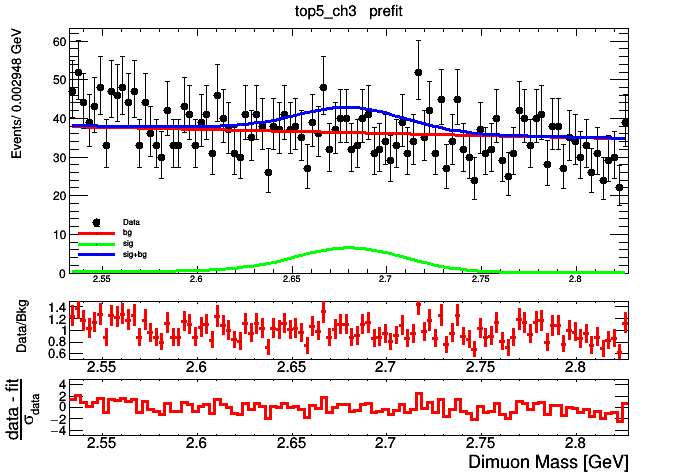 top5_ch3 prefit
Events/ 0.002948 GeV
60
50
40
30
20
10
0
Data
bg
sig
sig+bg
2.55 2.6 2.65 2.7 2.75 2.8
Data/Bkg
1.4
1.2
1
0.8
0.6
2.55 2.6 2.65 2.7 2.75 2.8
data - fit
σdata
4
2
0
−2
−4
2.55 2.6 2.65 2.7 2.75 2.8
Dimuon Mass [GeV]